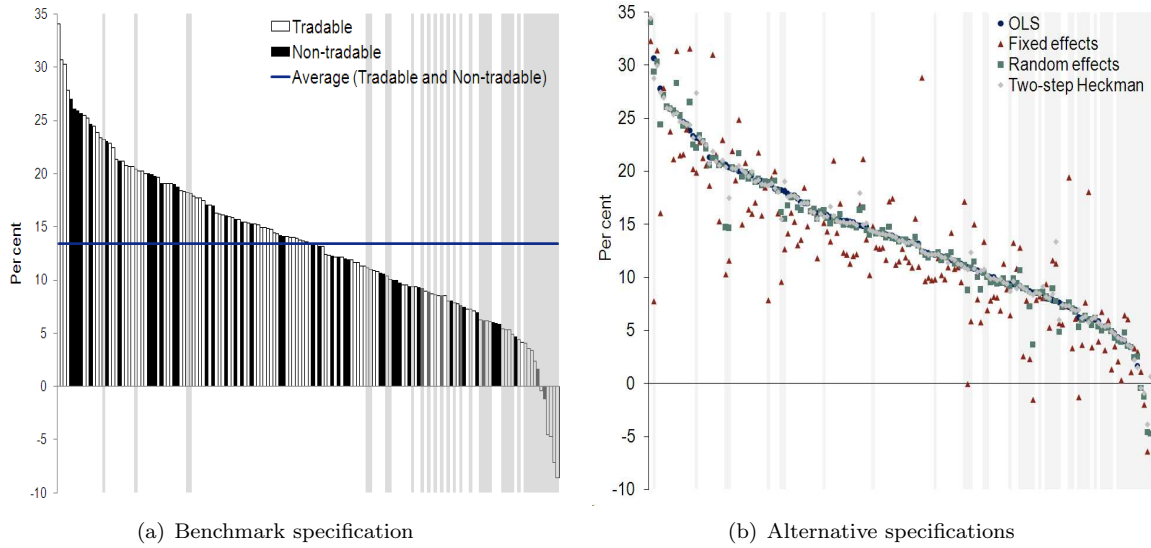 35
30
25
20
15
10
5
0
-5
-10
Per cent
Tradable
Non-tradable
Average (Tradable and Non-tradable)
(a) Benchmark specification
35
30
25
20
15
10
5
0
-5
-10
Per cent
OLS
Fixed effects
Random effects
Two-step Heckman
(b) Alternative specifications